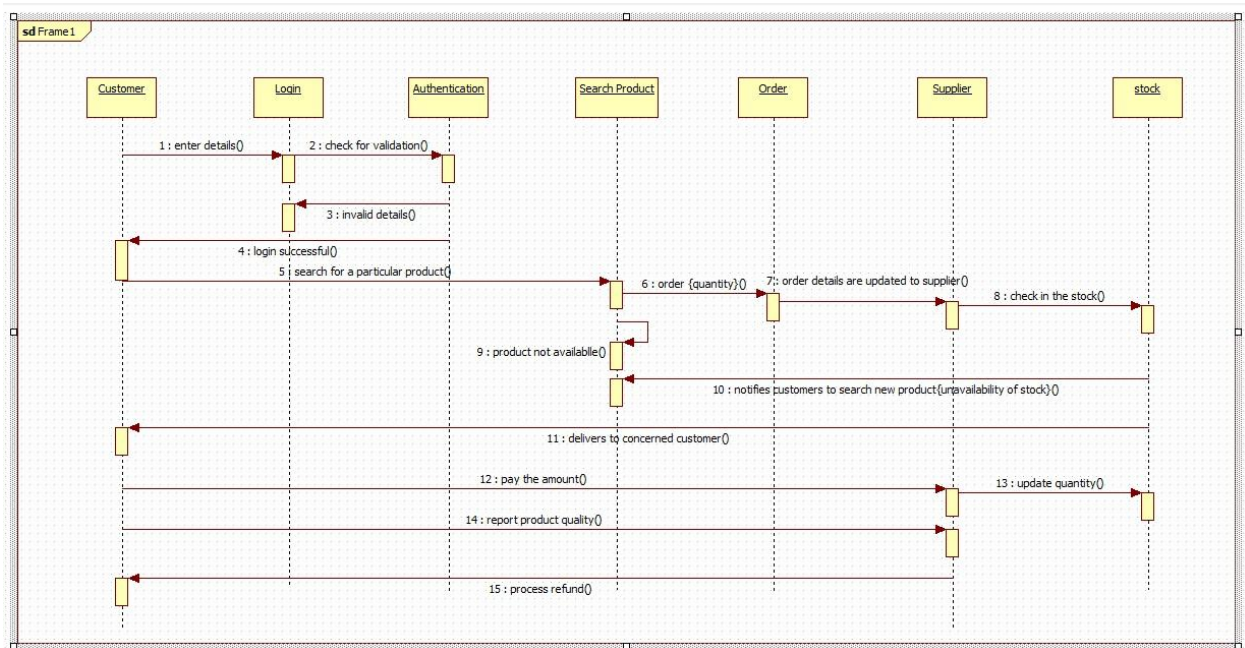 sd Frame1
Customer
Login
Authentication
Search Product
Order
Supplier
stock
1 : enter details()
2 : check for validation()
3 : invalid details()
4 : login successful()
5 : search for a particular product()
6 : order {quantity}()
7 : order details are updated to supplier()
8 : check in the stock()
9 : product not availablle()
10 : notifies customers to search new product{unavailability of stock}()
11 : delivers to concerned customer()
12 : pay the amount()
13 : update quantity()
14 : report product quality()
15 : process refund()